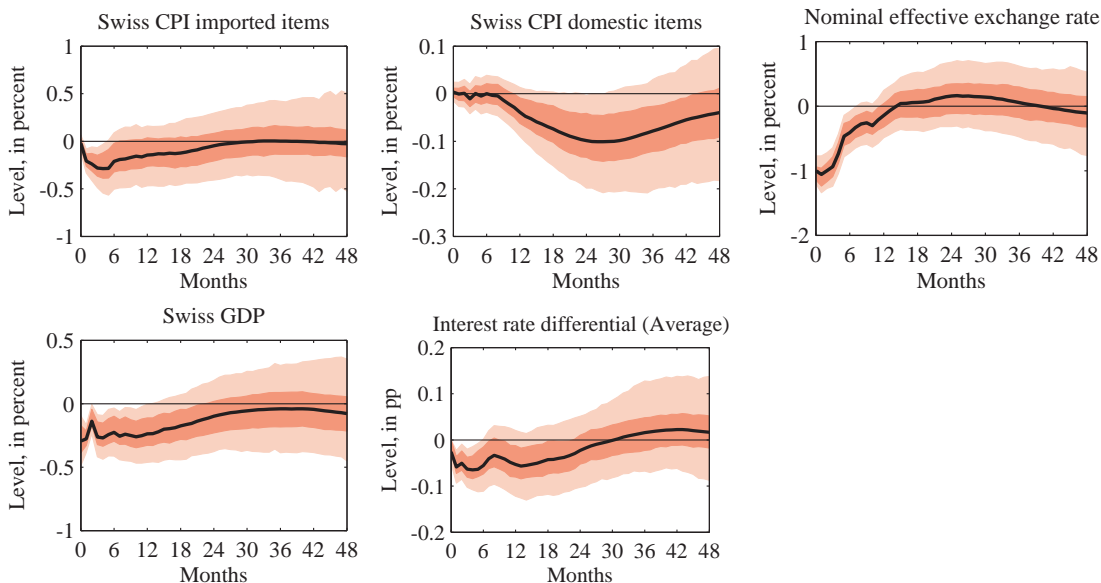 Swiss CPI imported items
Level, in percent
1
0.5
0
-0.5
-1
0 6 12 18 24 30 36 42 48
Months
Swiss CPI domestic items
Level, in percent
0.1
0
-0.1
-0.2
-0.3
0 6 12 18 24 30 36 42 48
Months
Nominal effective exchange rate
Level, in percent
1
0
-1
-2
0 6 12 18 24 30 36 42 48
Months
Swiss GDP
Level, in percent
0.5
0
-0.5
-1
0 6 12 18 24 30 36 42 48
Months
Interest rate differential (Average)
Level, in pp
0.2
0.1
0
-0.1
-0.2
0 6 12 18 24 30 36 42 48
Months